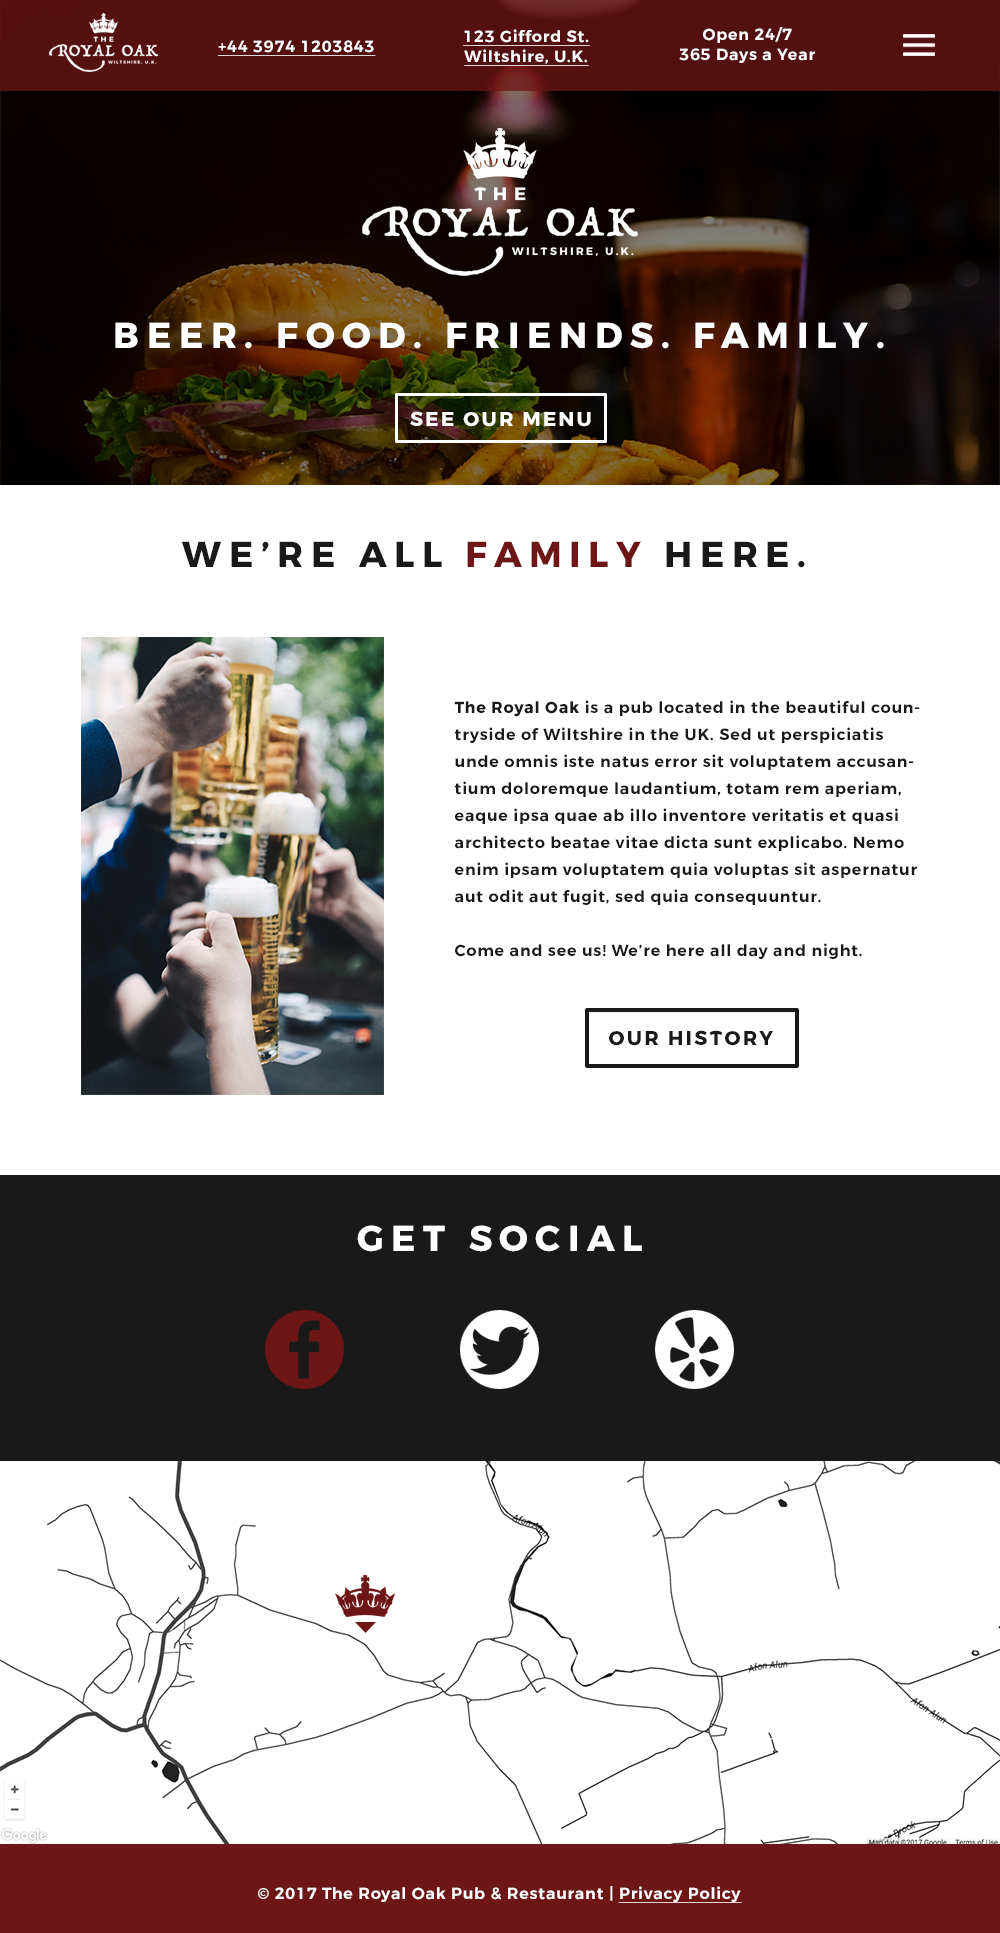 THE
ROYAL OAK
WILTSHIRE, U.K.
+44 3974 1203843
123 Gifford St.
Wiltshire, U.K.
Open 24/7
365 Days a Year
THE
ROYAL OAK
WILTSHIRE, U.K.
BEER. FOOD. FRIENDS. FAMILY.
SEE OUR MENU
WE’RE ALL FAMILY HERE.
The Royal Oak is a pub located in the beautiful coun-
tryside of Wiltshire in the UK. Sed ut perspiciatis
unde omnis iste natus error sit voluptatem accusan-
tium doloremque laudantium, totam rem aperiam,
eaque ipsa quae ab illo inventore veritatis et quasi
architecto beatae vitae dicta sunt explicabo. Nemo
enim ipsam voluptatem quia voluptas sit aspernatur
aut odit aut fugit, sed quia consequuntur.
Come and see us! We’re here all day and night.
OUR HISTORY
GET SOCIAL
Afon Alun
Afon Alun
Afon Alun
+
−
Google
Brook
Map data ©2017 Google Terms of Use
© 2017 The Royal Oak Pub & Restaurant | Privacy Policy